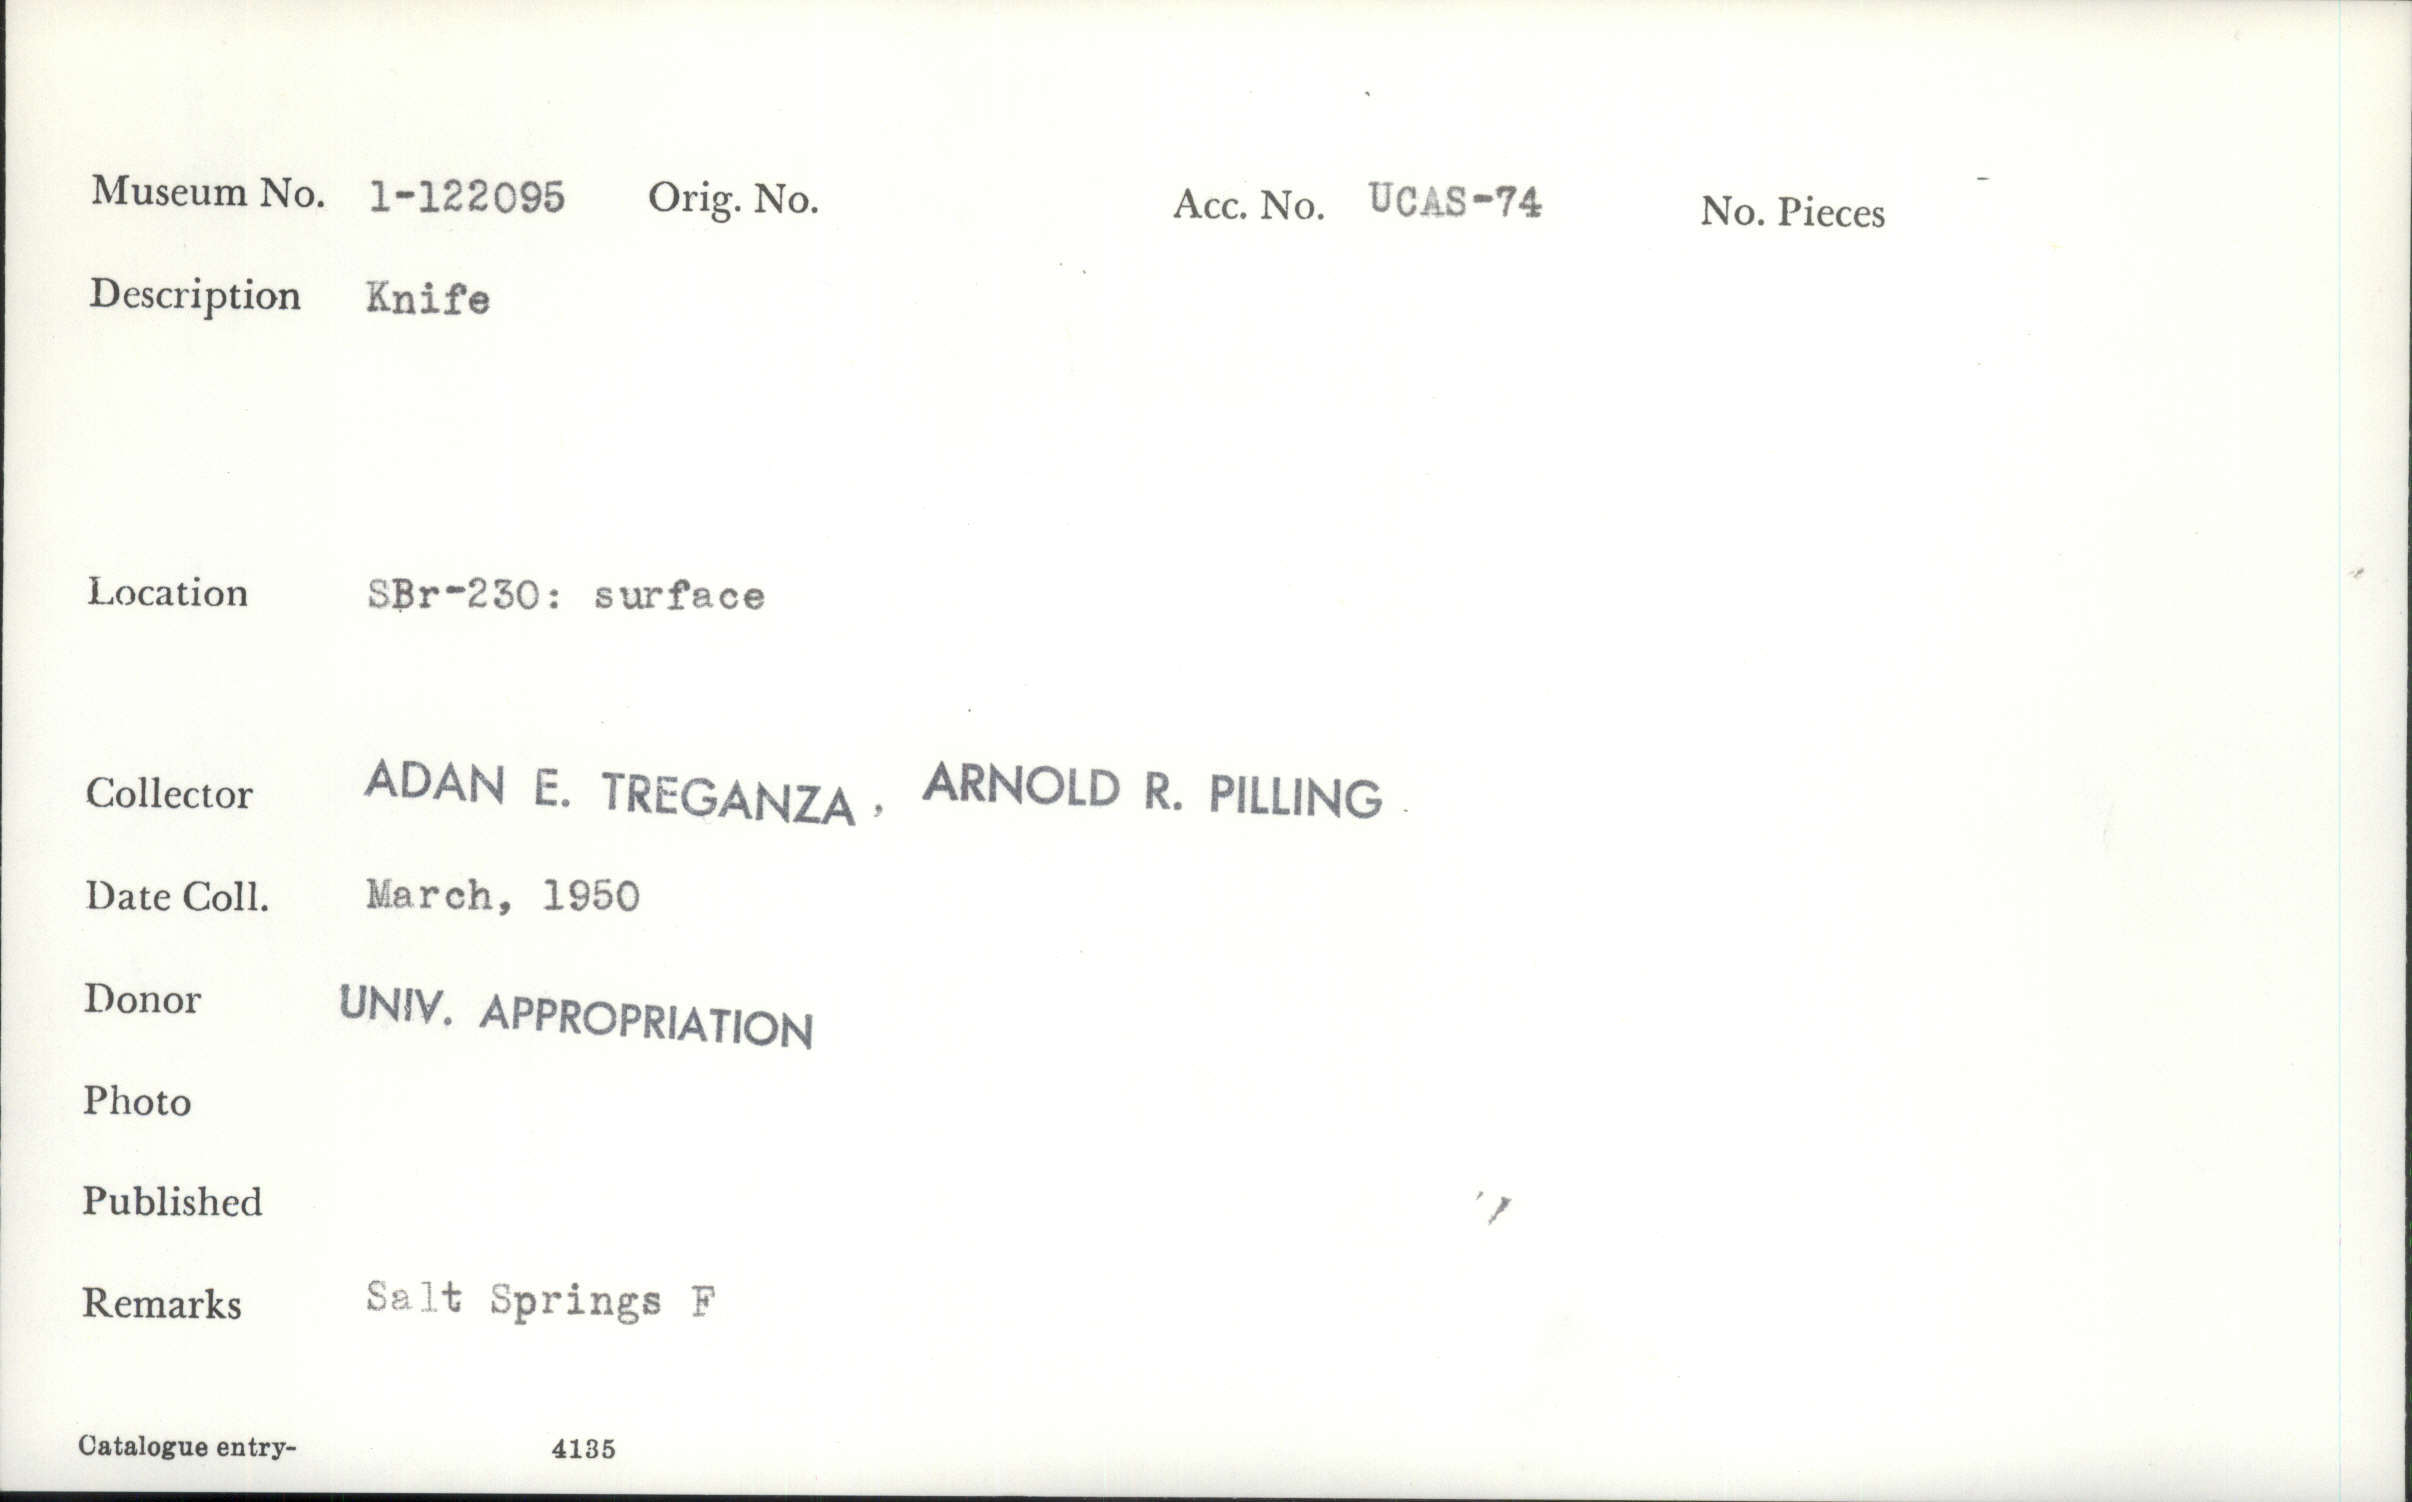 Museum No. 1-122095 Orig. No. Acc. No. UCAS-74 No. Pieces
Description Knife
Location SBr-230: surface
Collector ADAN E. TREGANZA, ARNOLD R. PILLING
Date Coll. March, 1950
Donor UNIV. APPROPRIATION
Photo
Published
Remarks Salt Springs F
Catalogue entry- 4135